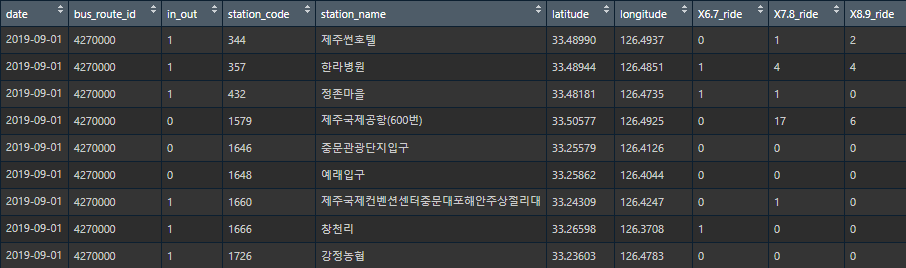 date bus_route_id in_out station_code station_name latitude longitude X6.7_ride X7.8_ride X8.9_ride
2019-09-01 4270000 1 344 제주썬호텔 33.48990 126.4937 0 1 2
2019-09-01 4270000 1 357 한라병원 33.48944 126.4851 1 4 4
2019-09-01 4270000 1 432 정존마을 33.48181 126.4735 1 1 0
2019-09-01 4270000 0 1579 제주국제공항(600번) 33.50577 126.4925 0 17 6
2019-09-01 4270000 0 1646 중문관광단지입구 33.25579 126.4126 0 0 0
2019-09-01 4270000 0 1648 예래입구 33.25862 126.4044 0 0 0
2019-09-01 4270000 1 1660 제주국제컨벤션센터중문대포해안주상절리대 33.24309 126.4247 0 1 0
2019-09-01 4270000 1 1666 창천리 33.26598 126.3708 1 0 0
2019-09-01 4270000 1 1726 강정농협 33.23603 126.4783 0 0 0